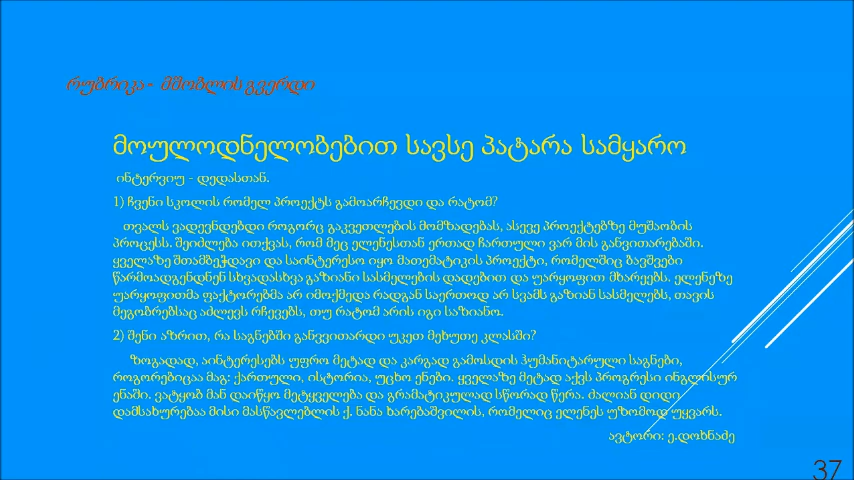 რუბრიკა - მშობლის გვერდი
მოულოდნელობებით სავსე პატარა სამყარო
ინტერვიუ - დედასთან.
1) ჩვენი სკოლის რომელ პროექტს გამოარჩევდი და რატომ?
თვალს ვადევნდებდი როგორც გაკვეთლების მომზადებას, ასევე პროექტებზე მუშაობის
პროცესს. შეიძლება ითქვას, რომ მეც ელენესთან ერთად ჩართული ვარ მის განვითარებაში.
ყველაზე შთამბეჭდავი და საინტერესო იყო მათემატიკის პროექტი, რომელშიც ბავშვები
წარმოადგენდნენ სხვადასხვა გაზიანი სასმელების დადებით და უარყოფით მხარეებს. ელენეზე
უარყოფითმა ფაქტორებმა არ იმოქმედა რადგან საერთოდ არ სვამს გაზიან სასმელებს, თავის
მეგობრებსაც აძლევს რჩევებს, თუ რატომ არის იგი საზიანო.
2) შენი აზრით, რა საგნებში განვვითარდი უკეთ მეხუთე კლასში?
ზოგადად, აინტერესებს უფრო მეტად და კარგად გამოსდის ჰუმანიტარული საგნები,
როგორებიცაა მაგ: ქართული, ისტორია, უცხო ენები. ყველაზე მეტად აქვს პროგრესი ინგლისურ
ენაში. ვატყობ მან დაიწყო მეტყველება და გრამატიკულად სწორად წერა. ძალიან დიდი
დამსახურებაა მისი მასწავლებლის ქ. ნანა ხარებაშვილის, რომელიც ელენეს უზომოდ უყვარს.
ავტორი: ე.დოხნაძე
37